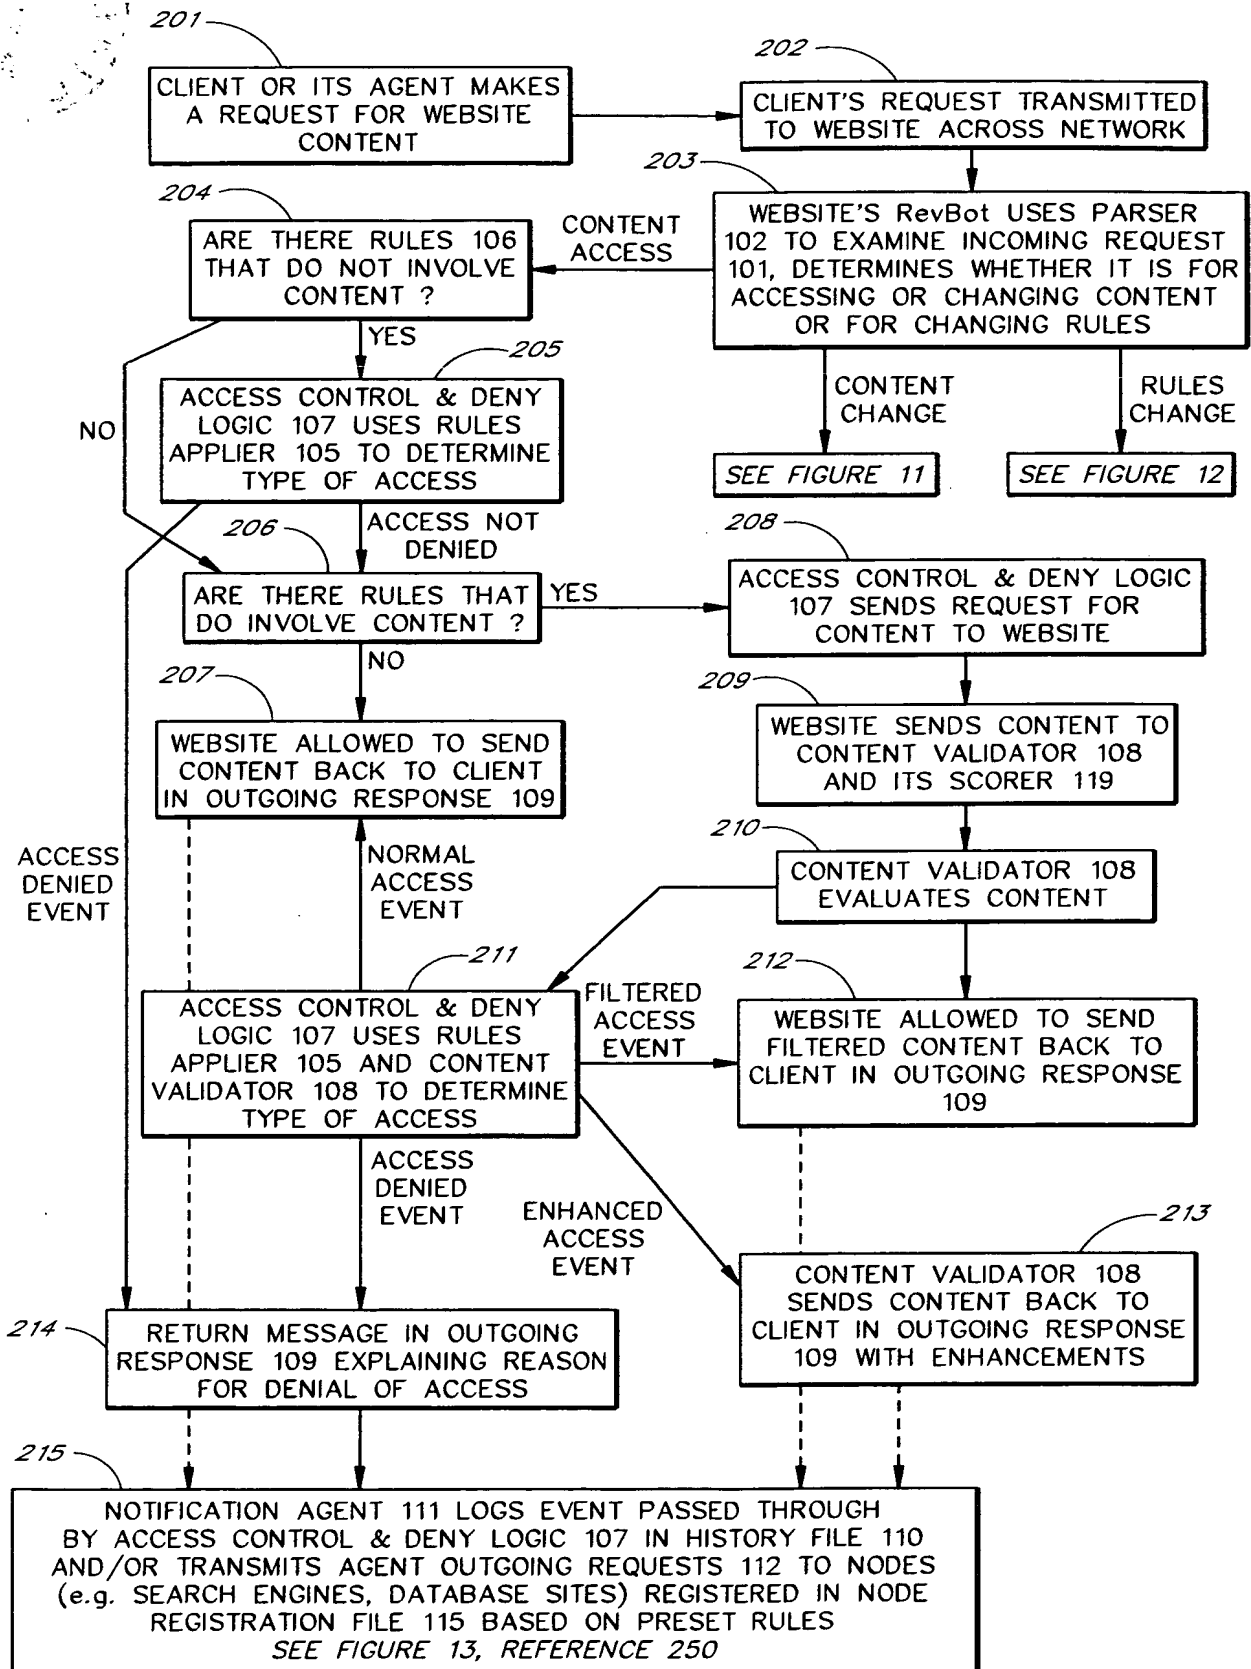 201
CLIENT OR ITS AGENT MAKES
A REQUEST FOR WEBSITE
CONTENT
202
CLIENT'S REQUEST TRANSMITTED
TO WEBSITE ACROSS NETWORK
203
WEBSITE'S RevBot USES PARSER
102 TO EXAMINE INCOMING REQUEST
101, DETERMINES WHETHER IT IS FOR
ACCESSING OR CHANGING CONTENT
OR FOR CHANGING RULES
CONTENT
ACCESS
204
ARE THERE RULES 106
THAT DO NOT INVOLVE
CONTENT ?
YES
NO
CONTENT
CHANGE
RULES
CHANGE
SEE FIGURE 11
SEE FIGURE 12
205
ACCESS CONTROL & DENY
LOGIC 107 USES RULES
APPLIER 105 TO DETERMINE
TYPE OF ACCESS
ACCESS NOT
DENIED
206
ARE THERE RULES THAT
DO INVOLVE CONTENT ?
YES
NO
208
ACCESS CONTROL & DENY LOGIC
107 SENDS REQUEST FOR
CONTENT TO WEBSITE
207
WEBSITE ALLOWED TO SEND
CONTENT BACK TO CLIENT
IN OUTGOING RESPONSE 109
209
WEBSITE SENDS CONTENT TO
CONTENT VALIDATOR 108
AND ITS SCORER 119
210
CONTENT VALIDATOR 108
EVALUATES CONTENT
ACCESS
DENIED
EVENT
NORMAL
ACCESS
EVENT
211
ACCESS CONTROL & DENY
LOGIC 107 USES RULES
APPLIER 105 AND CONTENT
VALIDATOR 108 TO DETERMINE
TYPE OF ACCESS
FILTERED
ACCESS
EVENT
212
WEBSITE ALLOWED TO SEND
FILTERED CONTENT BACK TO
CLIENT IN OUTGOING RESPONSE
109
ACCESS
DENIED
EVENT
ENHANCED
ACCESS
EVENT
213
CONTENT VALIDATOR 108
SENDS CONTENT BACK TO
CLIENT IN OUTGOING RESPONSE
109 WITH ENHANCEMENTS
214
RETURN MESSAGE IN OUTGOING
RESPONSE 109 EXPLAINING REASON
FOR DENIAL OF ACCESS
215
NOTIFICATION AGENT 111 LOGS EVENT PASSED THROUGH
BY ACCESS CONTROL & DENY LOGIC 107 IN HISTORY FILE 110
AND/OR TRANSMITS AGENT OUTGOING REQUESTS 112 TO NODES
(e.g. SEARCH ENGINES, DATABASE SITES) REGISTERED IN NODE
REGISTRATION FILE 115 BASED ON PRESET RULES
SEE FIGURE 13, REFERENCE 250